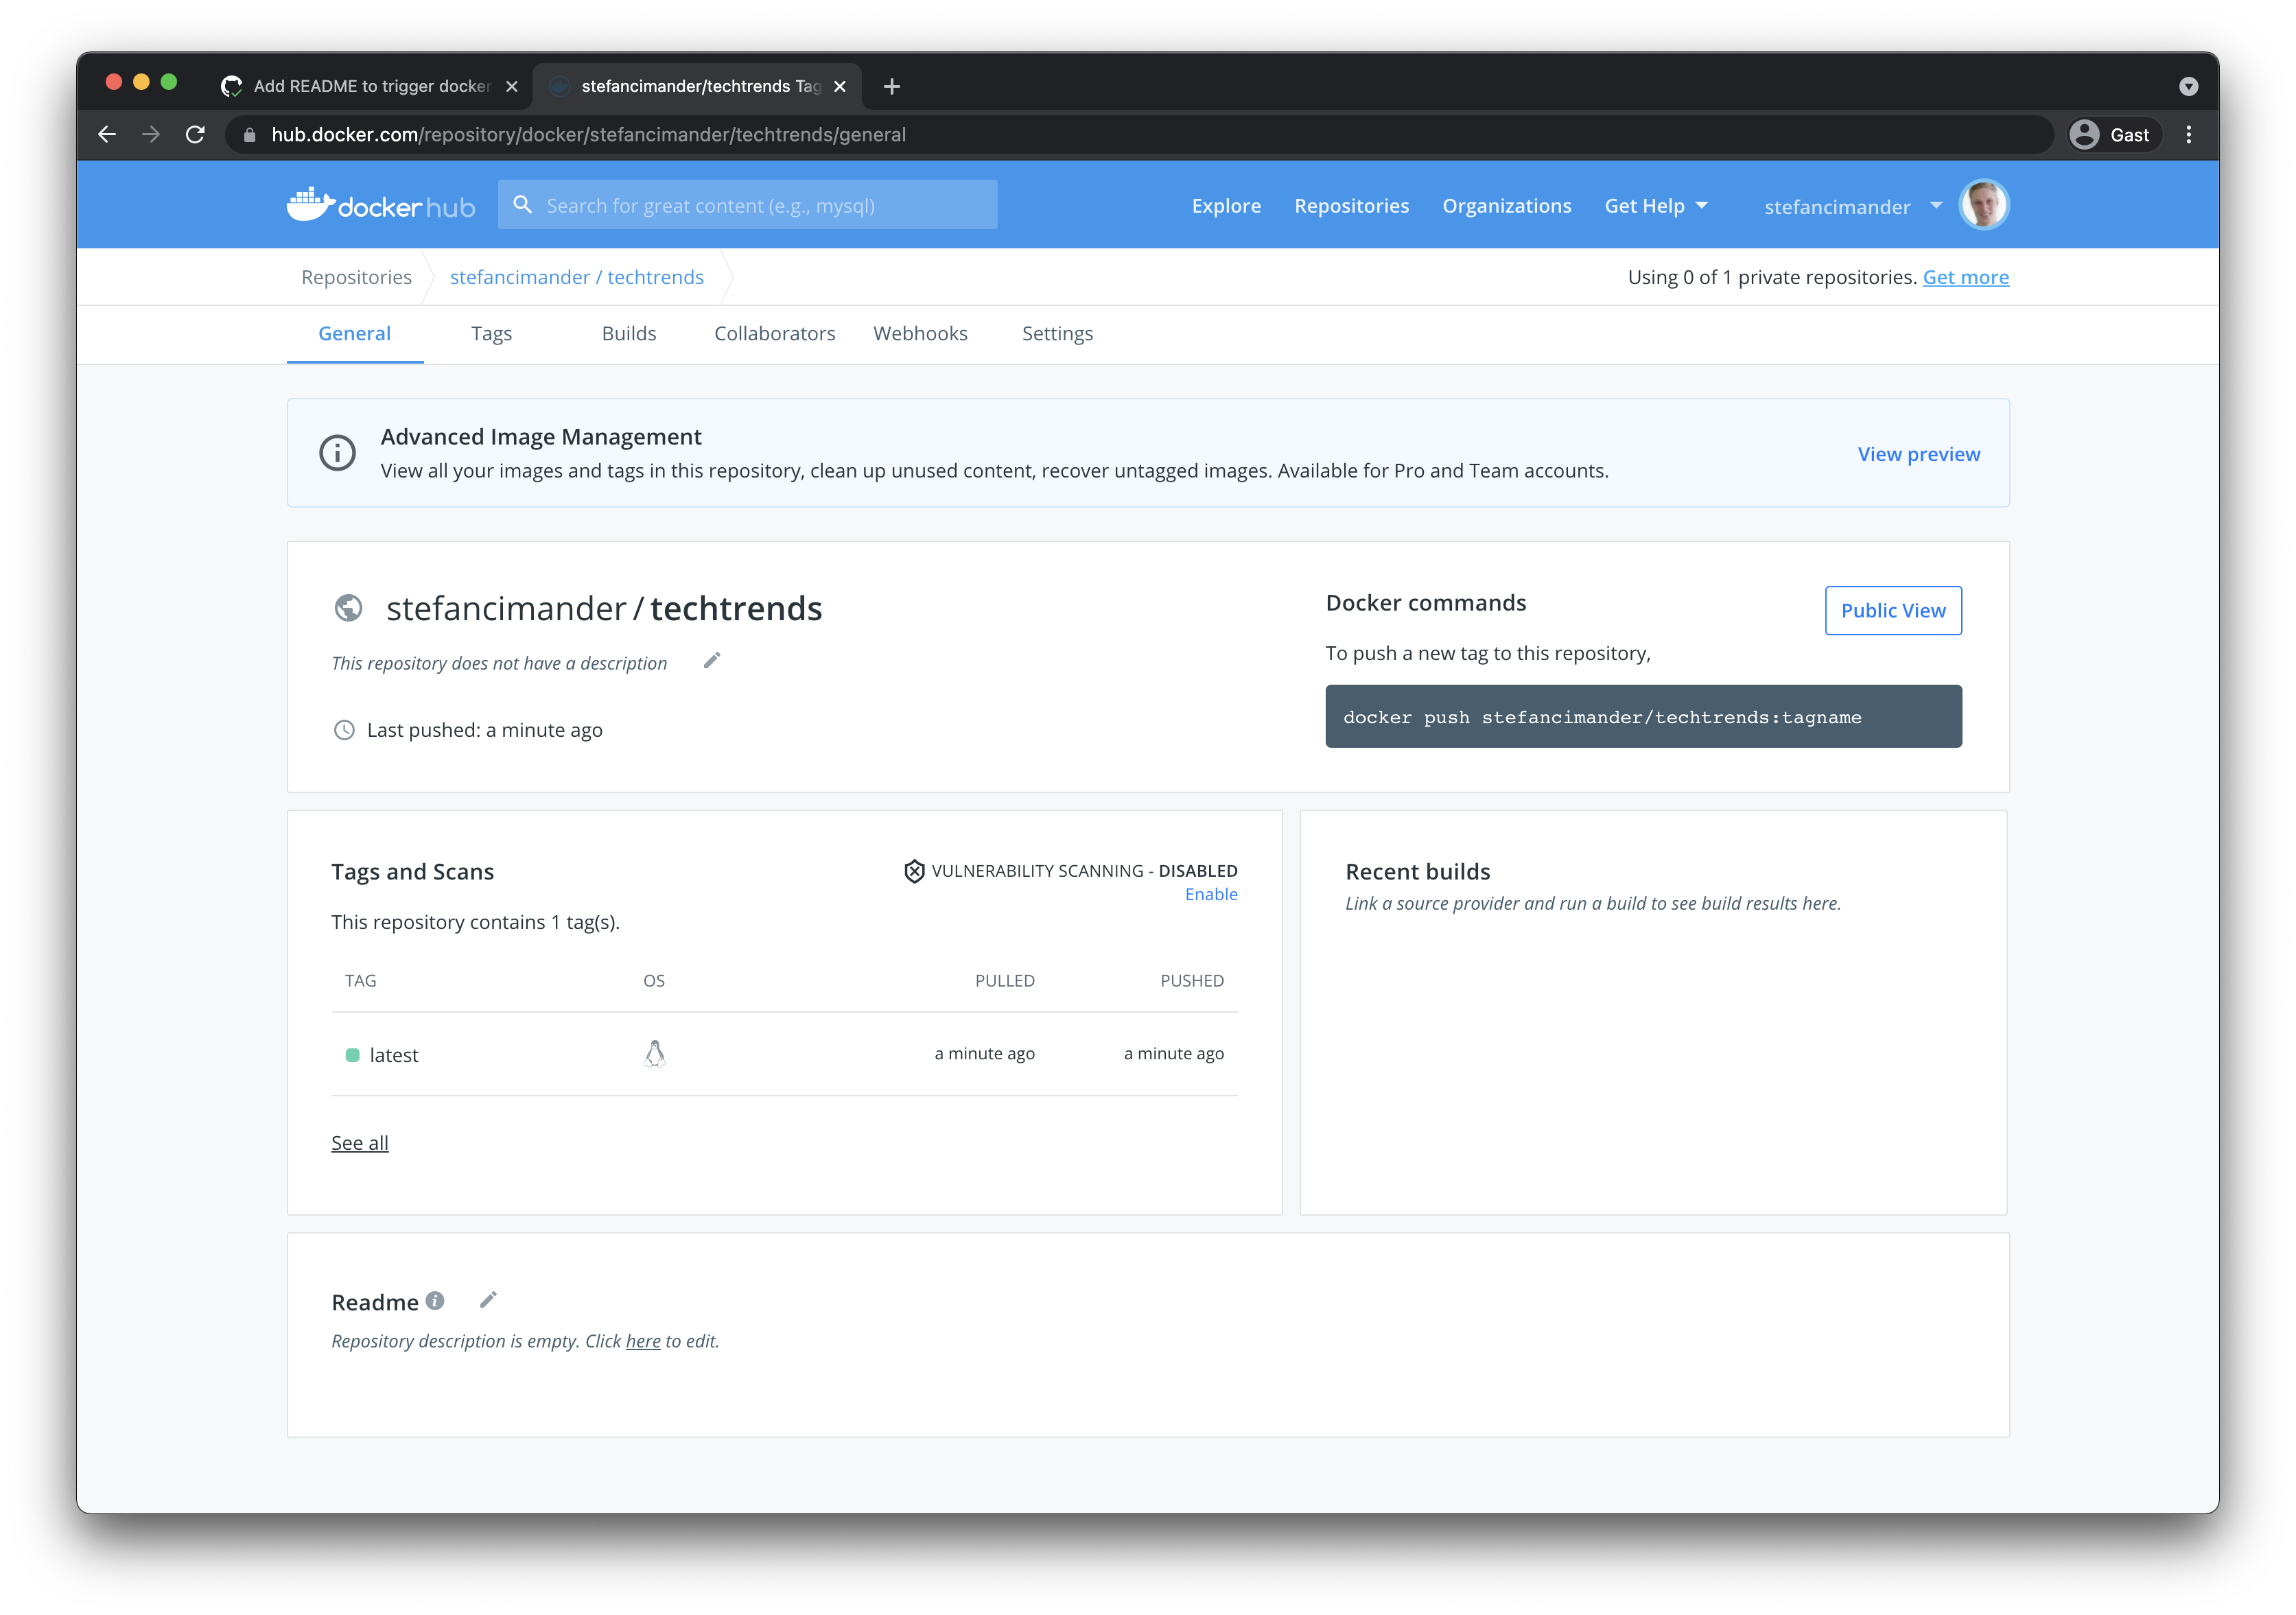 Add README to trigger docker
stefancimander/techtrends Tag
hub.docker.com/repository/docker/stefancimander/techtrends/general
Gast
docker hub
Search for great content (e.g., mysql)
Explore
Repositories
Organizations
Get Help
stefancimander
Repositories
stefancimander / techtrends
Using 0 of 1 private repositories. Get more
General
Tags
Builds
Collaborators
Webhooks
Settings
Advanced Image Management
View all your images and tags in this repository, clean up unused content, recover untagged images. Available for Pro and Team accounts.
View preview
stefancimander / techtrends
This repository does not have a description
Last pushed: a minute ago
Docker commands
Public View
To push a new tag to this repository,
docker push stefancimander/techtrends:tagname
Tags and Scans
VULNERABILITY SCANNING - DISABLED
Enable
This repository contains 1 tag(s).
TAG OS PULLED PUSHED
latest a minute ago a minute ago
See all
Recent builds
Link a source provider and run a build to see build results here.
Readme
Repository description is empty. Click here to edit.